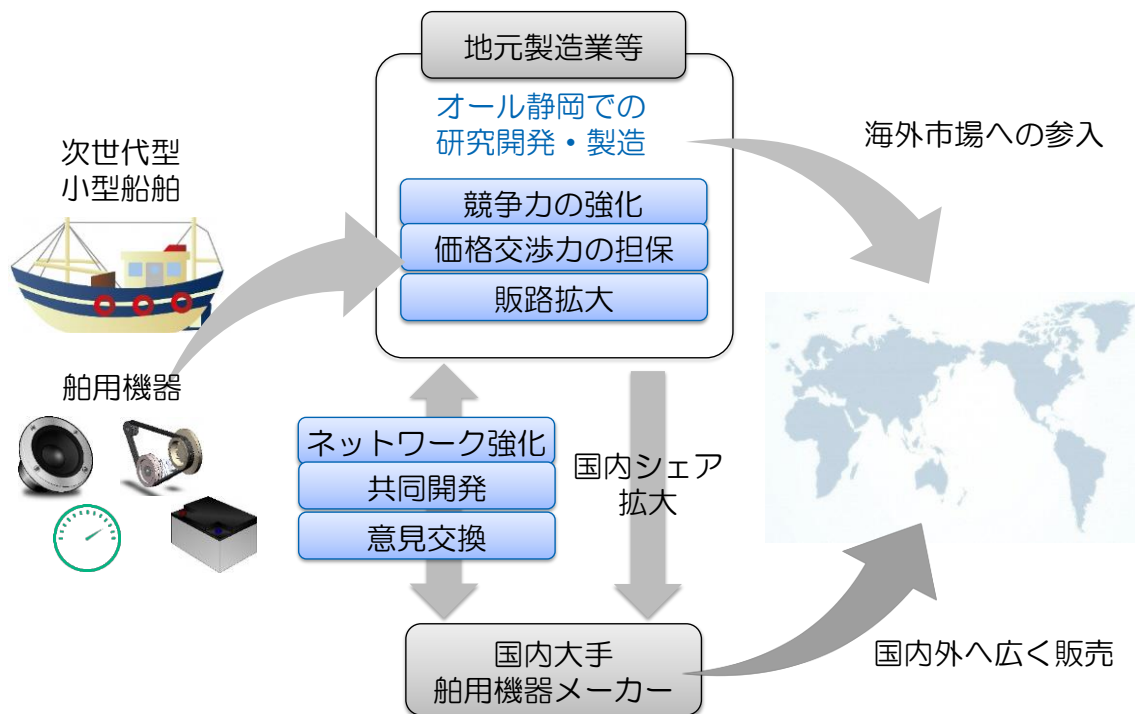 地元製造業等
オール静岡での
研究開発・製造
海外市場への参入
次世代型
小型船舶
競争力の強化
価格交渉力の担保
販路拡大
舶用機器
ネットワーク強化
共同開発
意見交換
国内シェア
拡大
国内大手
舶用機器メーカー
国内外へ広く販売